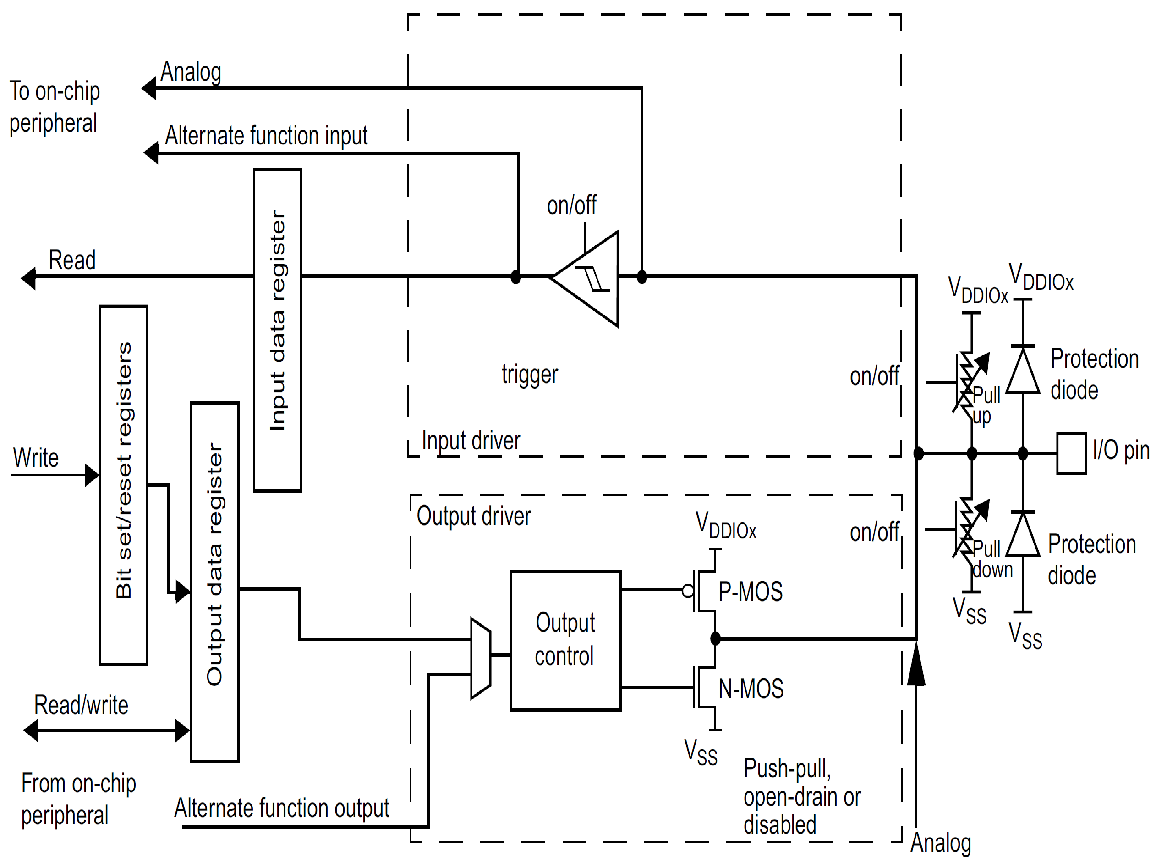 Analog
To on-chip
peripheral
Alternate function input
on/off
Read
Input data register
trigger
Input driver
VDDIOx
VDDIOx
on/off
Pull
up
Protection
diode
I/O pin
Write
Bit set/reset registers
Output data register
Output driver
VDDIOx
P-MOS
Output
control
N-MOS
VSS
on/off
Pull
down
VSS
Protection
diode
VSS
Read/write
From on-chip
peripheral
Alternate function output
Push-pull,
open-drain or
disabled
Analog